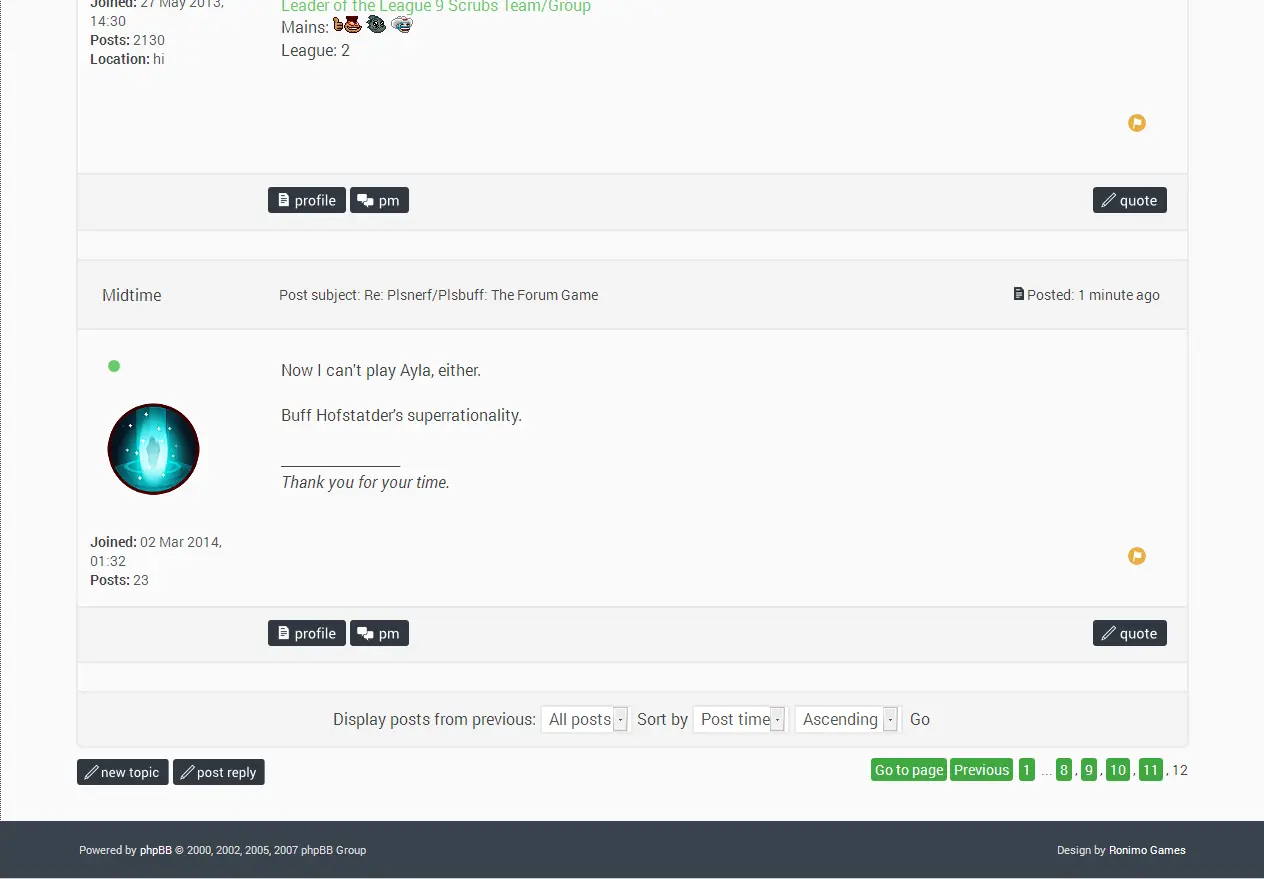 Joined: 27 May 2013,
14:30
Posts: 2130
Location: hi
Leader of the League 9 Scrubs Team/Group
Mains:
League: 2
profile pm quote
Midtime Post subject: Re: Plsnerf/Plsbuff: The Forum Game Posted: 1 minute ago
Now I can't play Ayla, either.
Buff Hofstatder's superrationality.
_______________
Thank you for your time.
Joined: 02 Mar 2014,
01:32
Posts: 23
profile pm quote
Display posts from previous: All posts Sort by Post time Ascending Go
new topic post reply Go to page Previous 1 ... 8 , 9 , 10 , 11 , 12
Powered by phpBB © 2000, 2002, 2005, 2007 phpBB Group Design by Ronimo Games